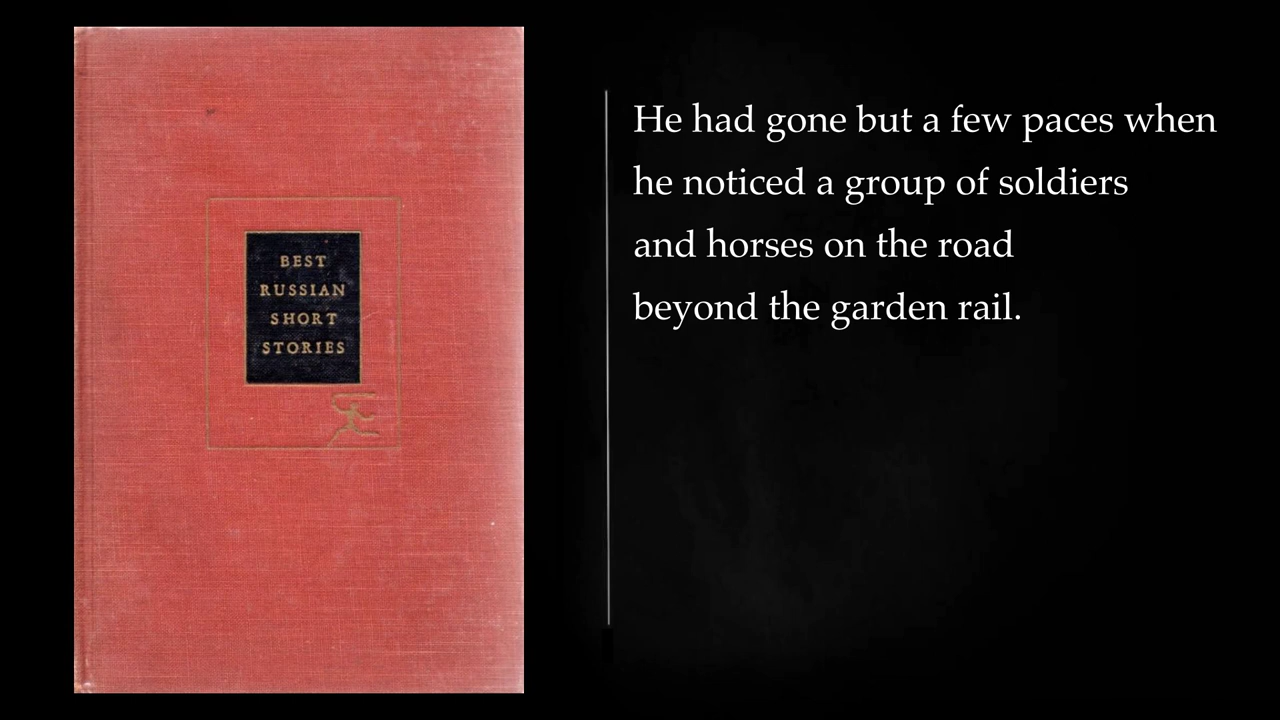 BEST
RUSSIAN
SHORT
STORIES
He had gone but a few paces when
he noticed a group of soldiers
and horses on the road
beyond the garden rail.